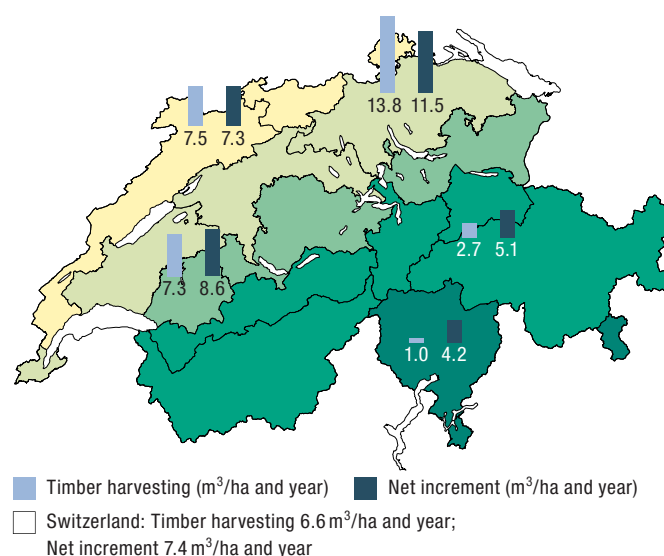 13.8 11.5
7.5 7.3
2.7 5.1
7.3 8.6
1.0 4.2
Timber harvesting (m³/ha and year)
Net increment (m³/ha and year)
Switzerland: Timber harvesting 6.6 m³/ha and year;
Net increment 7.4 m³/ha and year